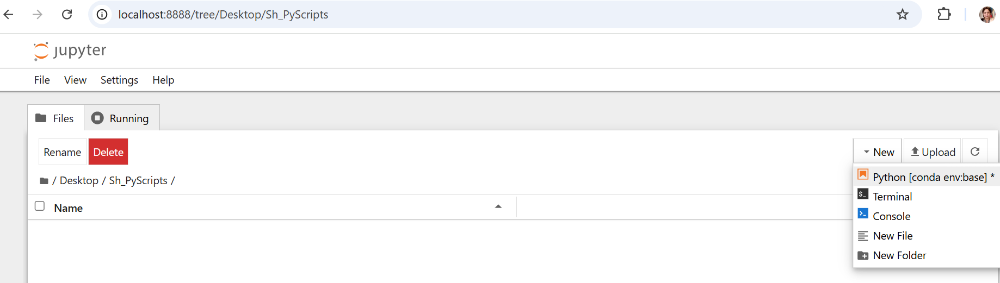 localhost:8888/tree/Desktop/Sh_PyScripts
jupyter
File View Settings Help
Files Running
Rename Delete New Upload
/ Desktop / Sh_PyScripts /
Name
Python [conda env:base] *
$_ Terminal
>_ Console
New File
New Folder